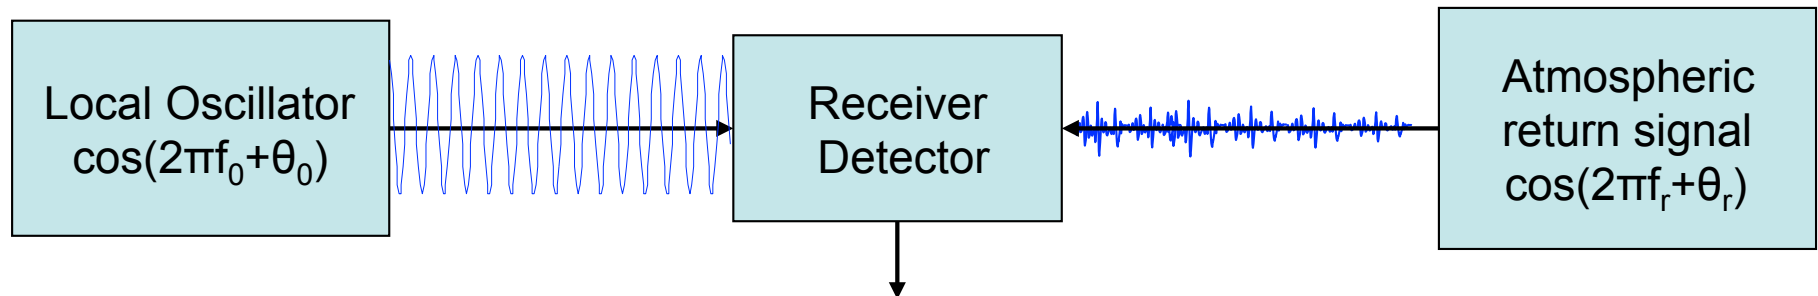 Local Oscillator
cos(2πf₀+θ₀)
Receiver
Detector
Atmospheric
return signal
cos(2πfᵣ+θᵣ)